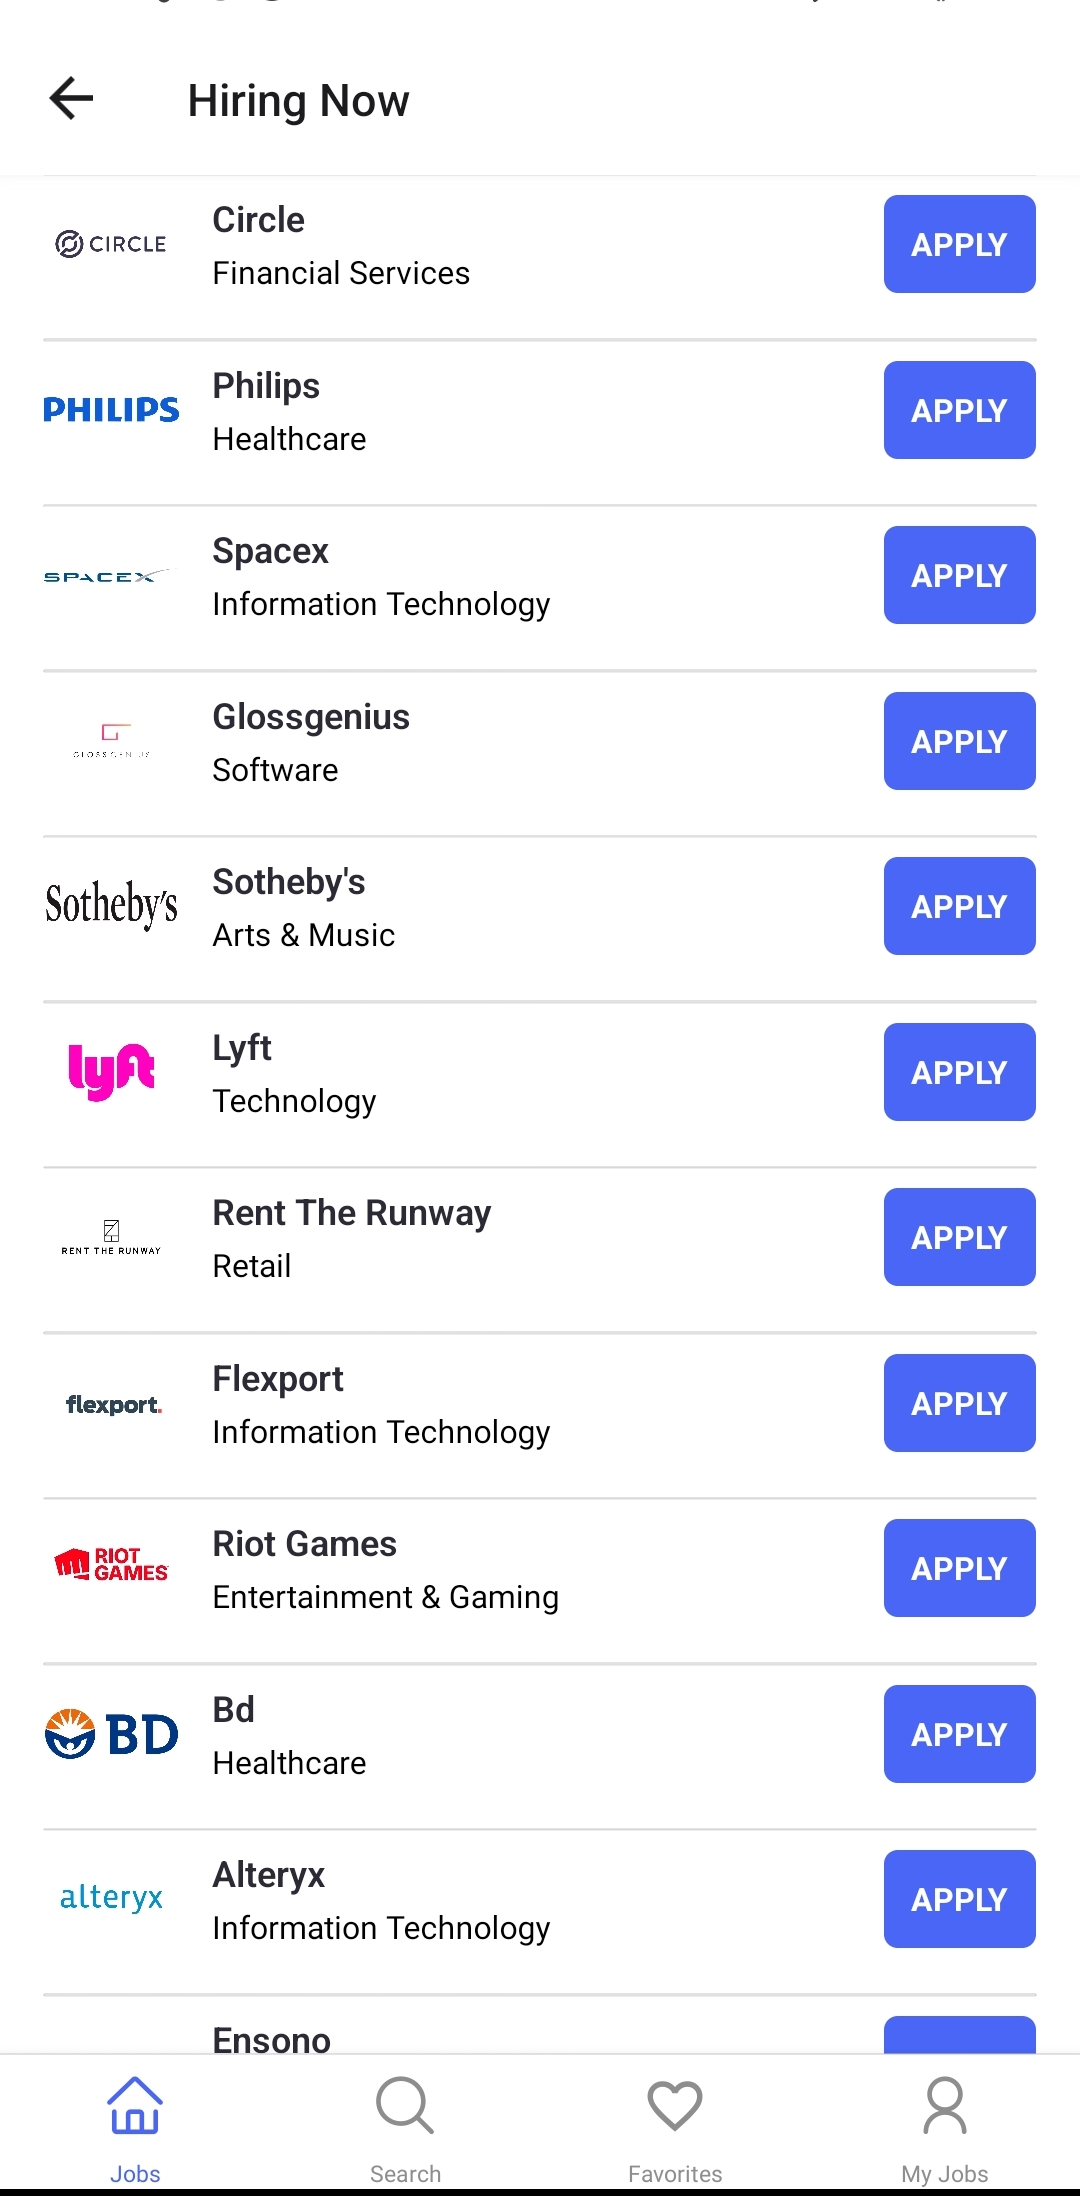 Hiring Now
CIRCLE
Circle
Financial Services
APPLY
PHILIPS
Philips
Healthcare
APPLY
SPACEX
Spacex
Information Technology
APPLY
GLOSSGENIUS
Glossgenius
Software
APPLY
Sotheby's
Sotheby's
Arts & Music
APPLY
lyft
Lyft
Technology
APPLY
RENT THE RUNWAY
Rent The Runway
Retail
APPLY
flexport.
Flexport
Information Technology
APPLY
RIOT
GAMES
Riot Games
Entertainment & Gaming
APPLY
BD
Bd
Healthcare
APPLY
alteryx
Alteryx
Information Technology
APPLY
Ensono
Jobs
Search
Favorites
My Jobs